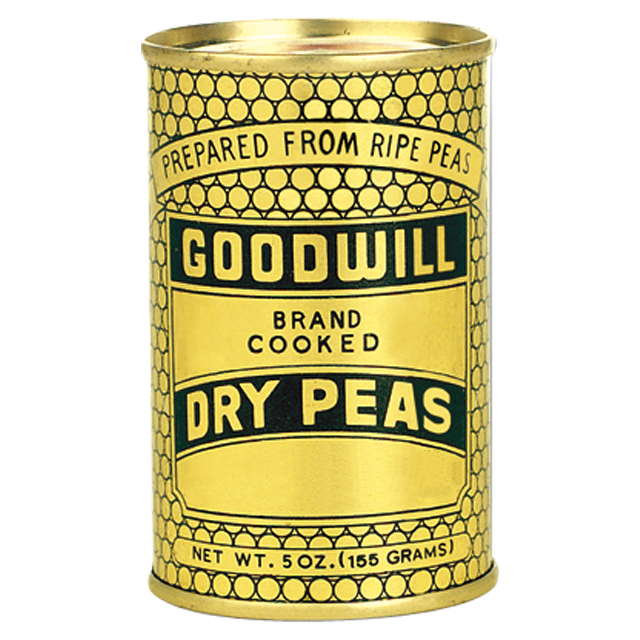 PREPARED FROM RIPE PEAS
GOODWILL
BRAND
COOKED
DRY PEAS
NET WT. 5 OZ. (155 GRAMS)